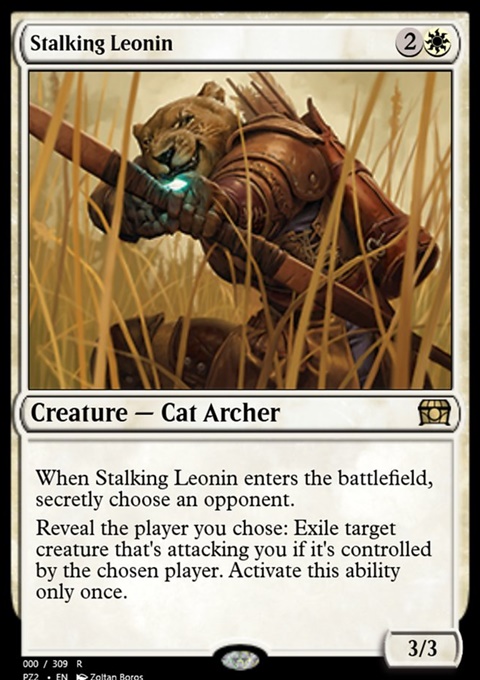 Stalking Leonin 2
Creature — Cat Archer
When Stalking Leonin enters the battlefield,
secretly choose an opponent.
Reveal the player you chose: Exile target
creature that's attacking you if it's controlled
by the chosen player. Activate this ability
only once.
3/3
000 / 309 R
PZ2 • EN Zoltan Boros